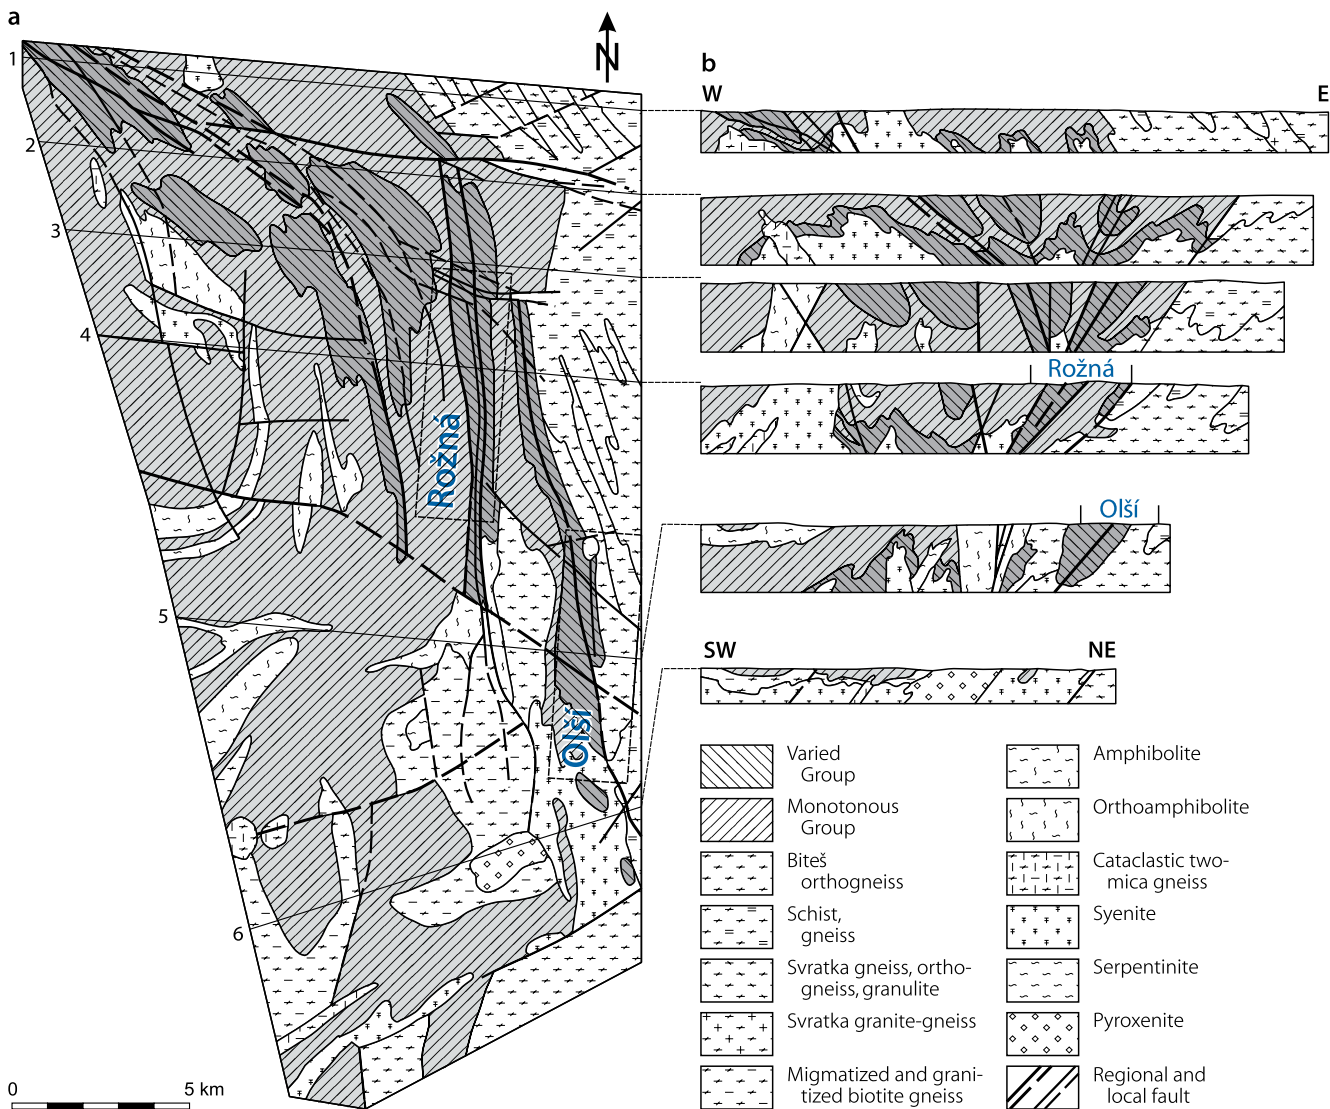 a
N
1
2
3
4
5
6
Rožná
Olší
0
5 km
b
W
E
Rožná
Olší
SW
NE
Varied
Group
Monotonous
Group
Biteš
orthogneiss
Schist,
gneiss
Svratka gneiss, ortho-
gneiss, granulite
Svratka granite-gneiss
Migmatized and grani-
tized biotite gneiss
Amphibolite
Orthoamphibolite
Cataclastic two-
mica gneiss
Syenite
Serpentinite
Pyroxenite
Regional and
local fault